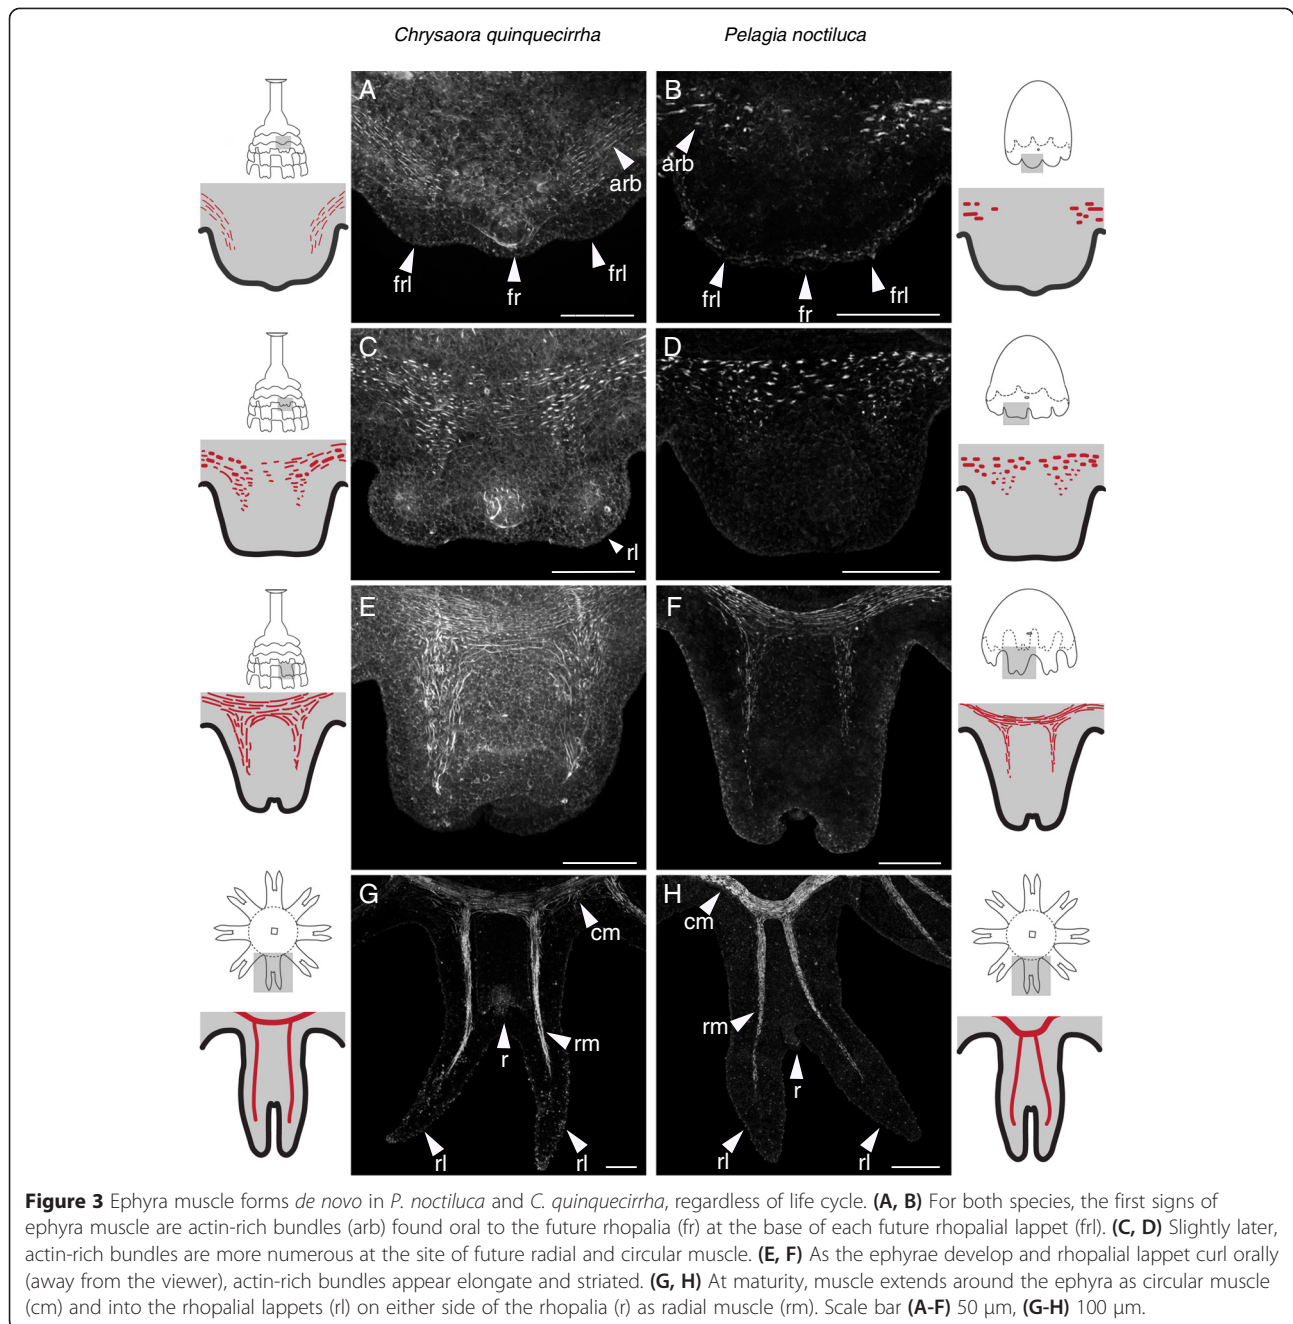 Chrysaora quinquecirrha
Pelagia noctiluca
A
arb
frl
fr
frl
B
arb
frl
fr
frl
C
rl
D
E
F
G
cm
rm
r
rl
rl
H
cm
rm
r
rl
rl
Figure 3 Ephyra muscle forms de novo in P. noctiluca and C. quinquecirrha, regardless of life cycle. (A, B) For both species, the first signs of
ephyra muscle are actin-rich bundles (arb) found oral to the future rhopalia (fr) at the base of each future rhopalial lappet (frl). (C, D) Slightly later,
actin-rich bundles are more numerous at the site of future radial and circular muscle. (E, F) As the ephyrae develop and rhopalial lappet curl orally
(away from the viewer), actin-rich bundles appear elongate and striated. (G, H) At maturity, muscle extends around the ephyra as circular muscle
(cm) and into the rhopalial lappets (rl) on either side of the rhopalia (r) as radial muscle (rm). Scale bar (A-F) 50 μm, (G-H) 100 μm.